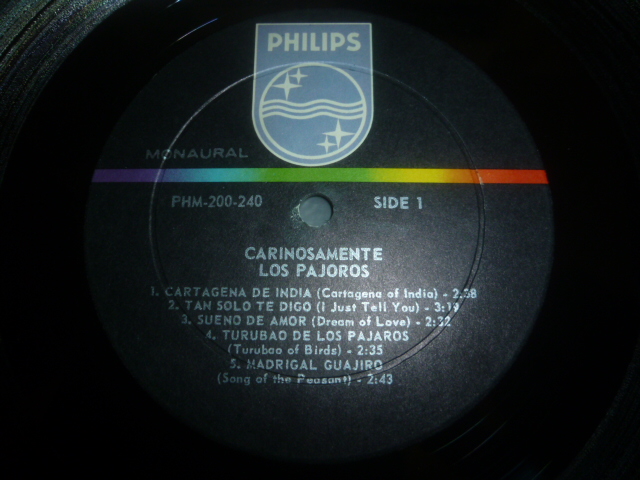 PHILIPS
MONAURAL
PHM-200-240 SIDE 1
CARINOSAMENTE
LOS PAJOROS
1. CARTAGENA DE INDIA (Cartagena of India) - 2:38
2. TAN SOLO TE DIGO (I Just Tell You) - 3:19
3. SUENO DE AMOR (Dream of Love) - 2:32
4. TURUBAO DE LOS PAJAROS
(Turubao of Birds) - 2:35
5. MADRIGAL GUAJIRO
(Song of the Peasant) - 2:43